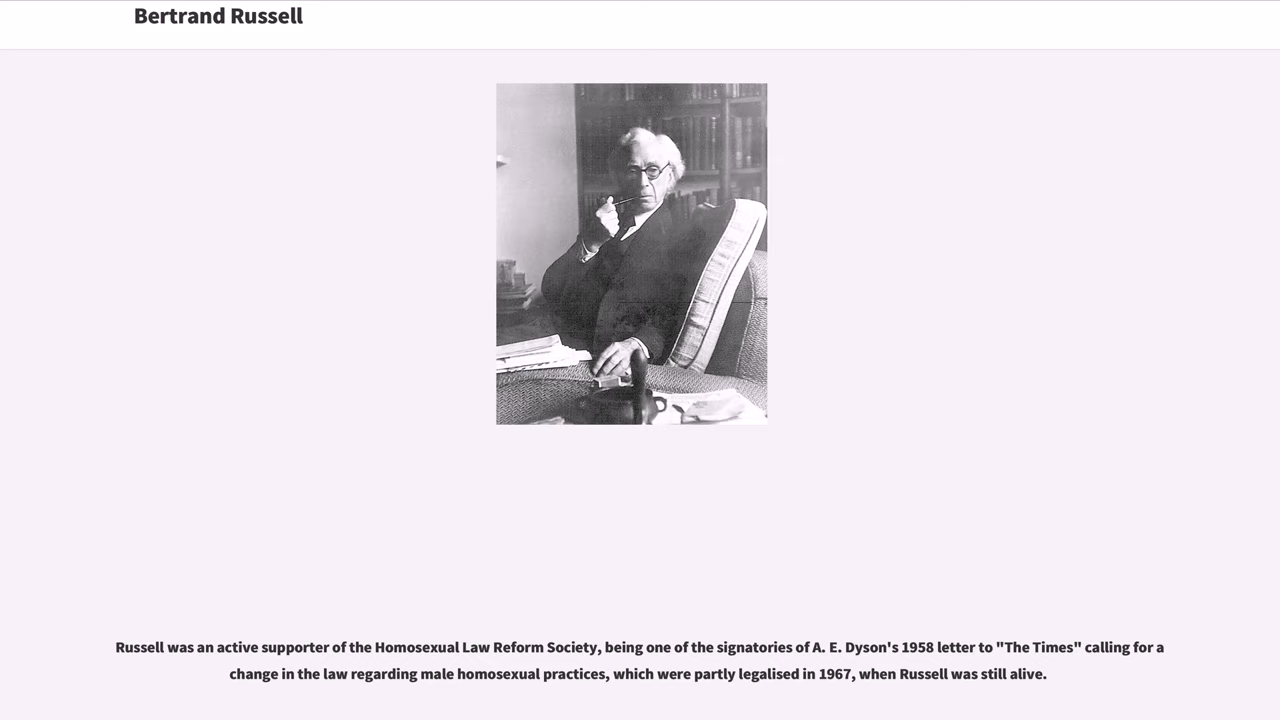 Bertrand Russell
Russell was an active supporter of the Homosexual Law Reform Society, being one of the signatories of A. E. Dyson's 1958 letter to "The Times" calling for a
change in the law regarding male homosexual practices, which were partly legalised in 1967, when Russell was still alive.